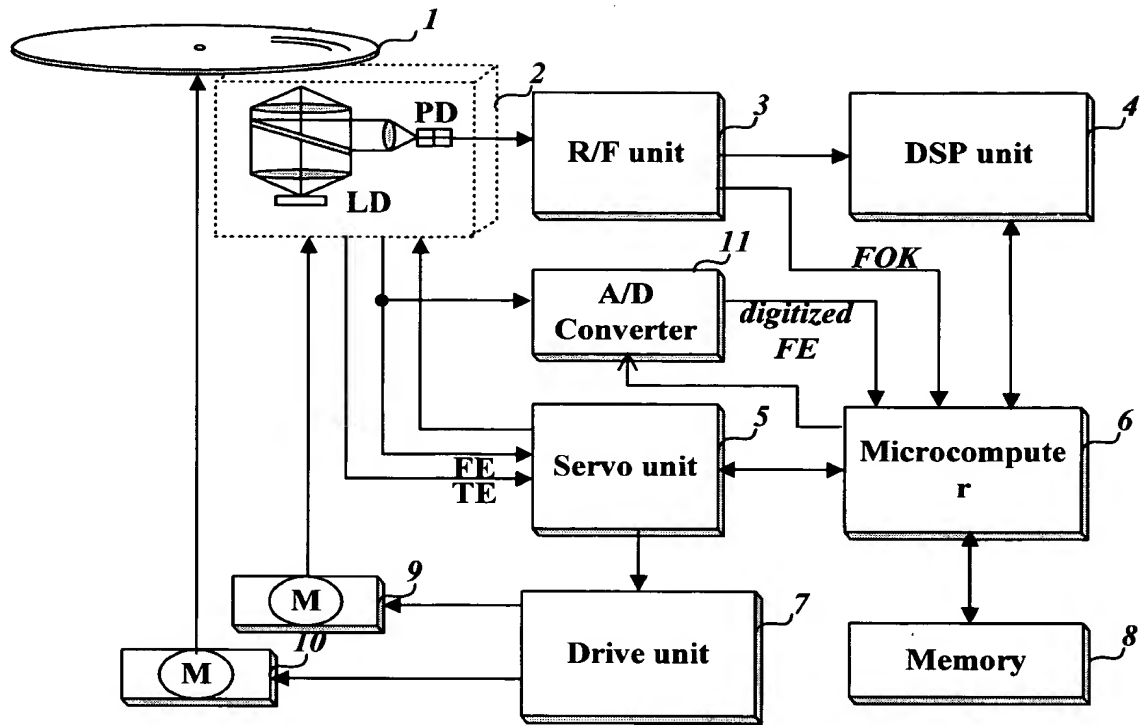 1
2
PD
LD
3
R/F unit
4
DSP unit
FOK
11
A/D
Converter
digitized
FE
5
Servo unit
FE
TE
6
Microcompute
r
9
M
10
M
7
Drive unit
8
Memory